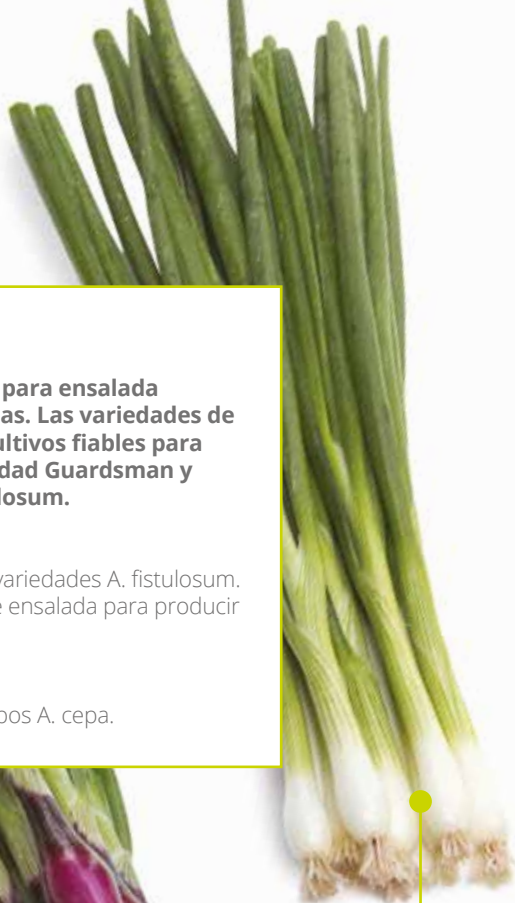 para ensalada
as. Las variedades de
ultivos fiables para
dad Guardsman y
losum.
variedades A. fistulosum.
e ensalada para producir
pos A. cepa.